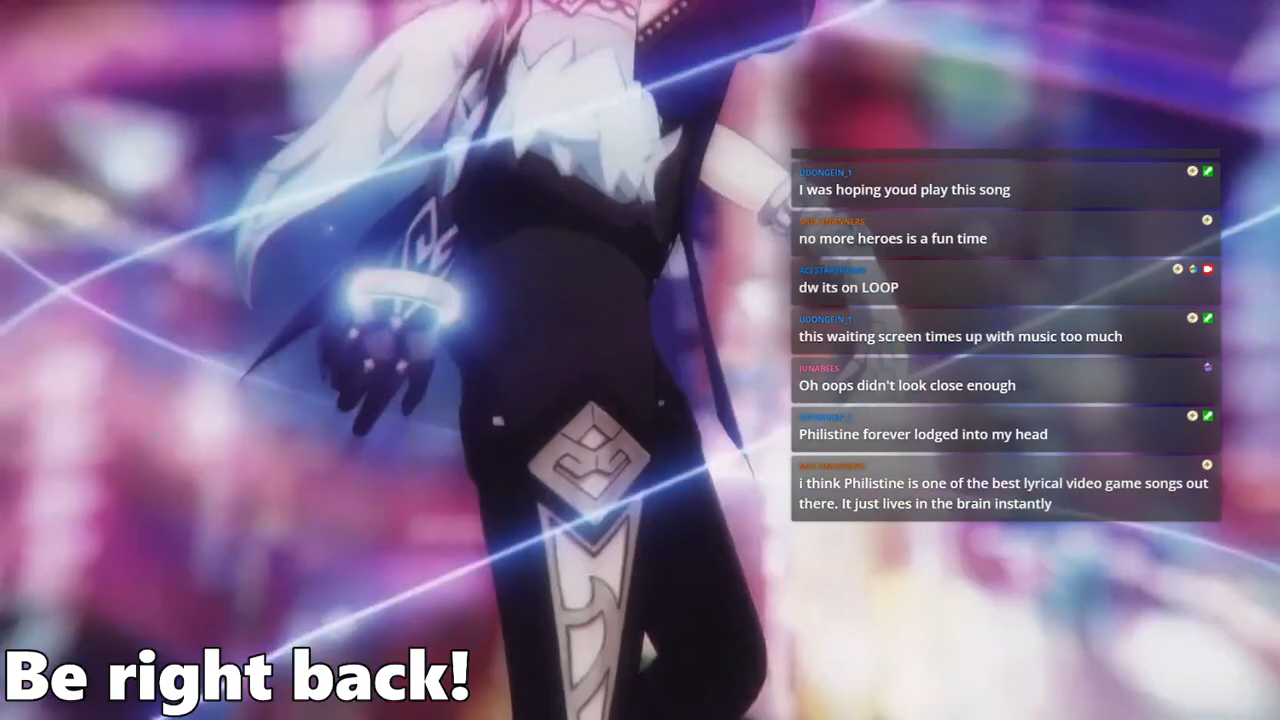 UDONGEIN_1
I was hoping youd play this song
no more heroes is a fun time
dw its on LOOP
UDONGEIN_1
this waiting screen times up with music too much
JUNABEES
Oh oops didn't look close enough
UDONGEIN_1
Philistine forever lodged into my head
i think Philistine is one of the best lyrical video game songs out
there. It just lives in the brain instantly
Be right back!